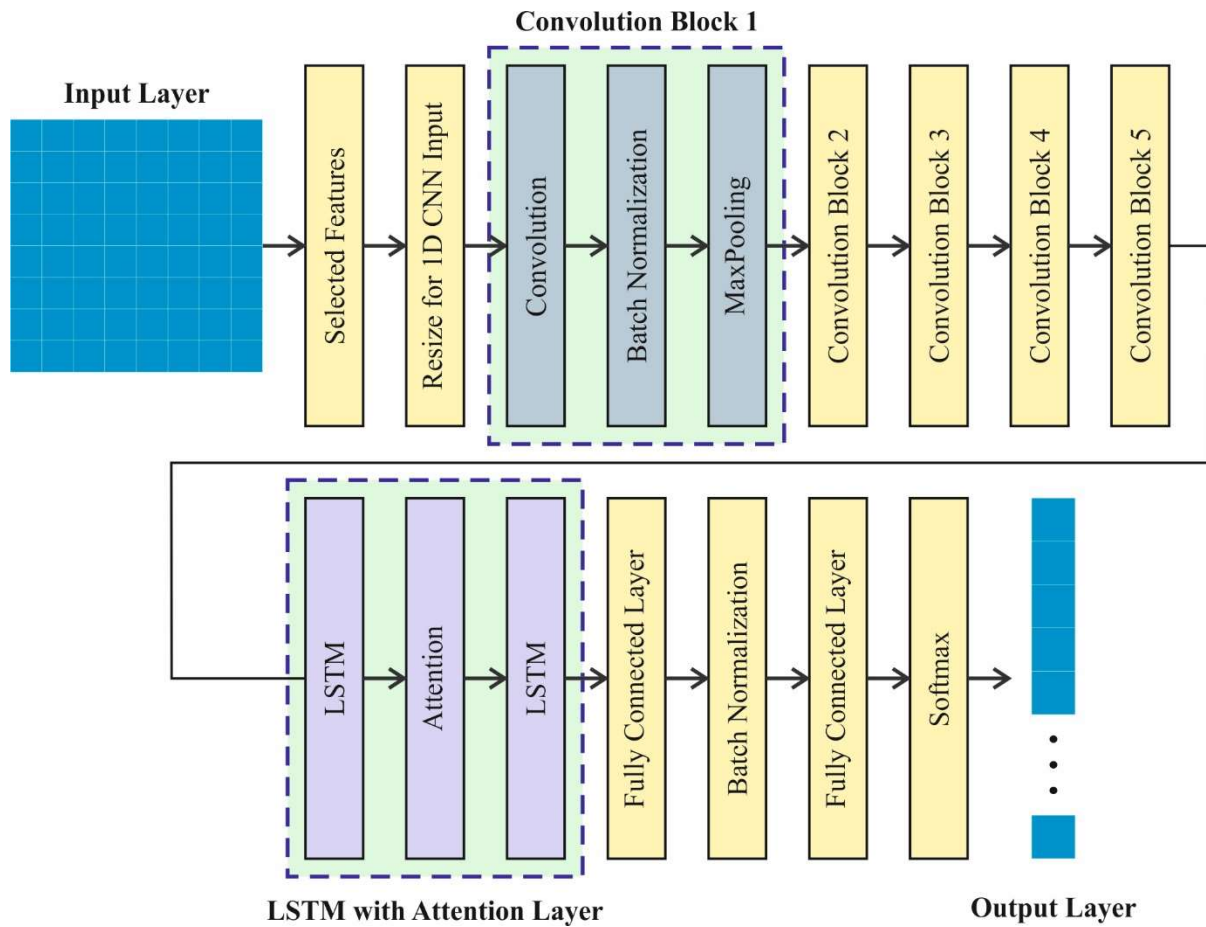 Convolution Block 1
Input Layer
Selected Features
Resize for 1D CNN Input
Convolution
Batch Normalization
MaxPooling
Convolution Block 2
Convolution Block 3
Convolution Block 4
Convolution Block 5
LSTM
Attention
LSTM
Fully Connected Layer
Batch Normalization
Fully Connected Layer
Softmax
LSTM with Attention Layer
Output Layer